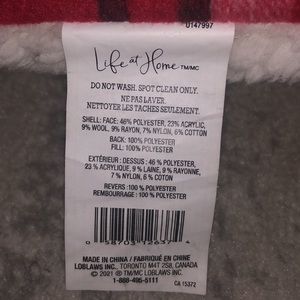 U147997
Life at Home TM/MC
DO NOT WASH. SPOT CLEAN ONLY.
NE PAS LAVER.
NETTOYER LES TACHES SEULEMENT.
SHELL: FACE: 46% POLYESTER, 23% ACRYLIC,
9% WOOL, 9% RAYON, 7% NYLON, 6% COTTON
BACK: 100% POLYESTER
FILL: 100% POLYESTER
EXTÉRIEUR : DESSUS : 46 % POLYESTER,
23 % ACRYLIQUE, 9 % LAINE, 9 % RAYONNE,
7 % NYLON, 6 % COTON
REVERS : 100 % POLYESTER
REMBOURRAGE : 100 % POLYESTER
0 58703 12637 4
MADE IN CHINA / FABRIQUÉ EN CHINE
LOBLAWS INC., TORONTO M4T 2S8, CANADA
© 2021 ® TM/MC LOBLAWS INC.
1-888-495-5111
CA 15372